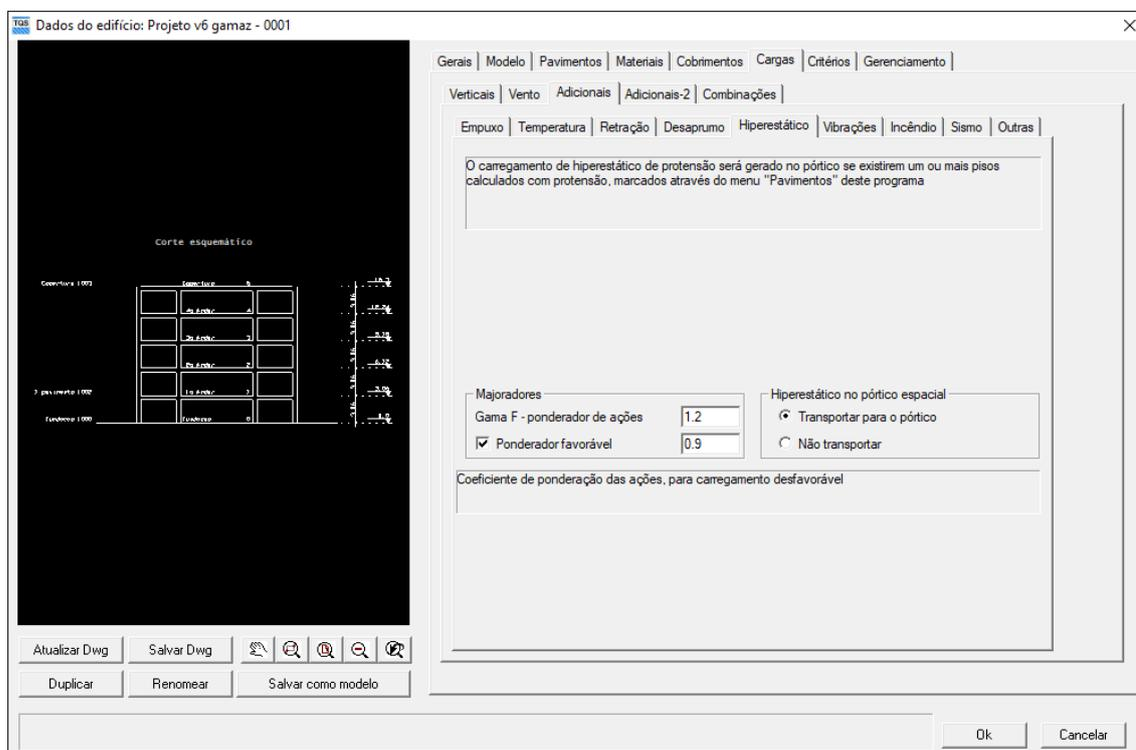 TQS Dados do edifício: Projeto v6 gamaz - 0001
Gerais Modelo Pavimentos Materiais Cobrimentos Cargas Critérios Gerenciamento
Verticais Vento Adicionais Adicionais-2 Combinações
Empuxo Temperatura Retração Desaprumo Hiperestático Vibrações Incêndio Sismo Outras
O carregamento de hiperestático de protensão será gerado no pórtico se existirem um ou mais pisos
calculados com protensão, marcados através do menu "Pavimentos" deste programa
Corte esquemático
Majoradores
Gama F - ponderador de ações 1.2
Ponderador favorável 0.9
Hiperestático no pórtico espacial
Transportar para o pórtico
Não transportar
Coeficiente de ponderação das ações, para carregamento desfavorável
Atualizar Dwg Salvar Dwg
Duplicar Renomear Salvar como modelo
Ok Cancelar